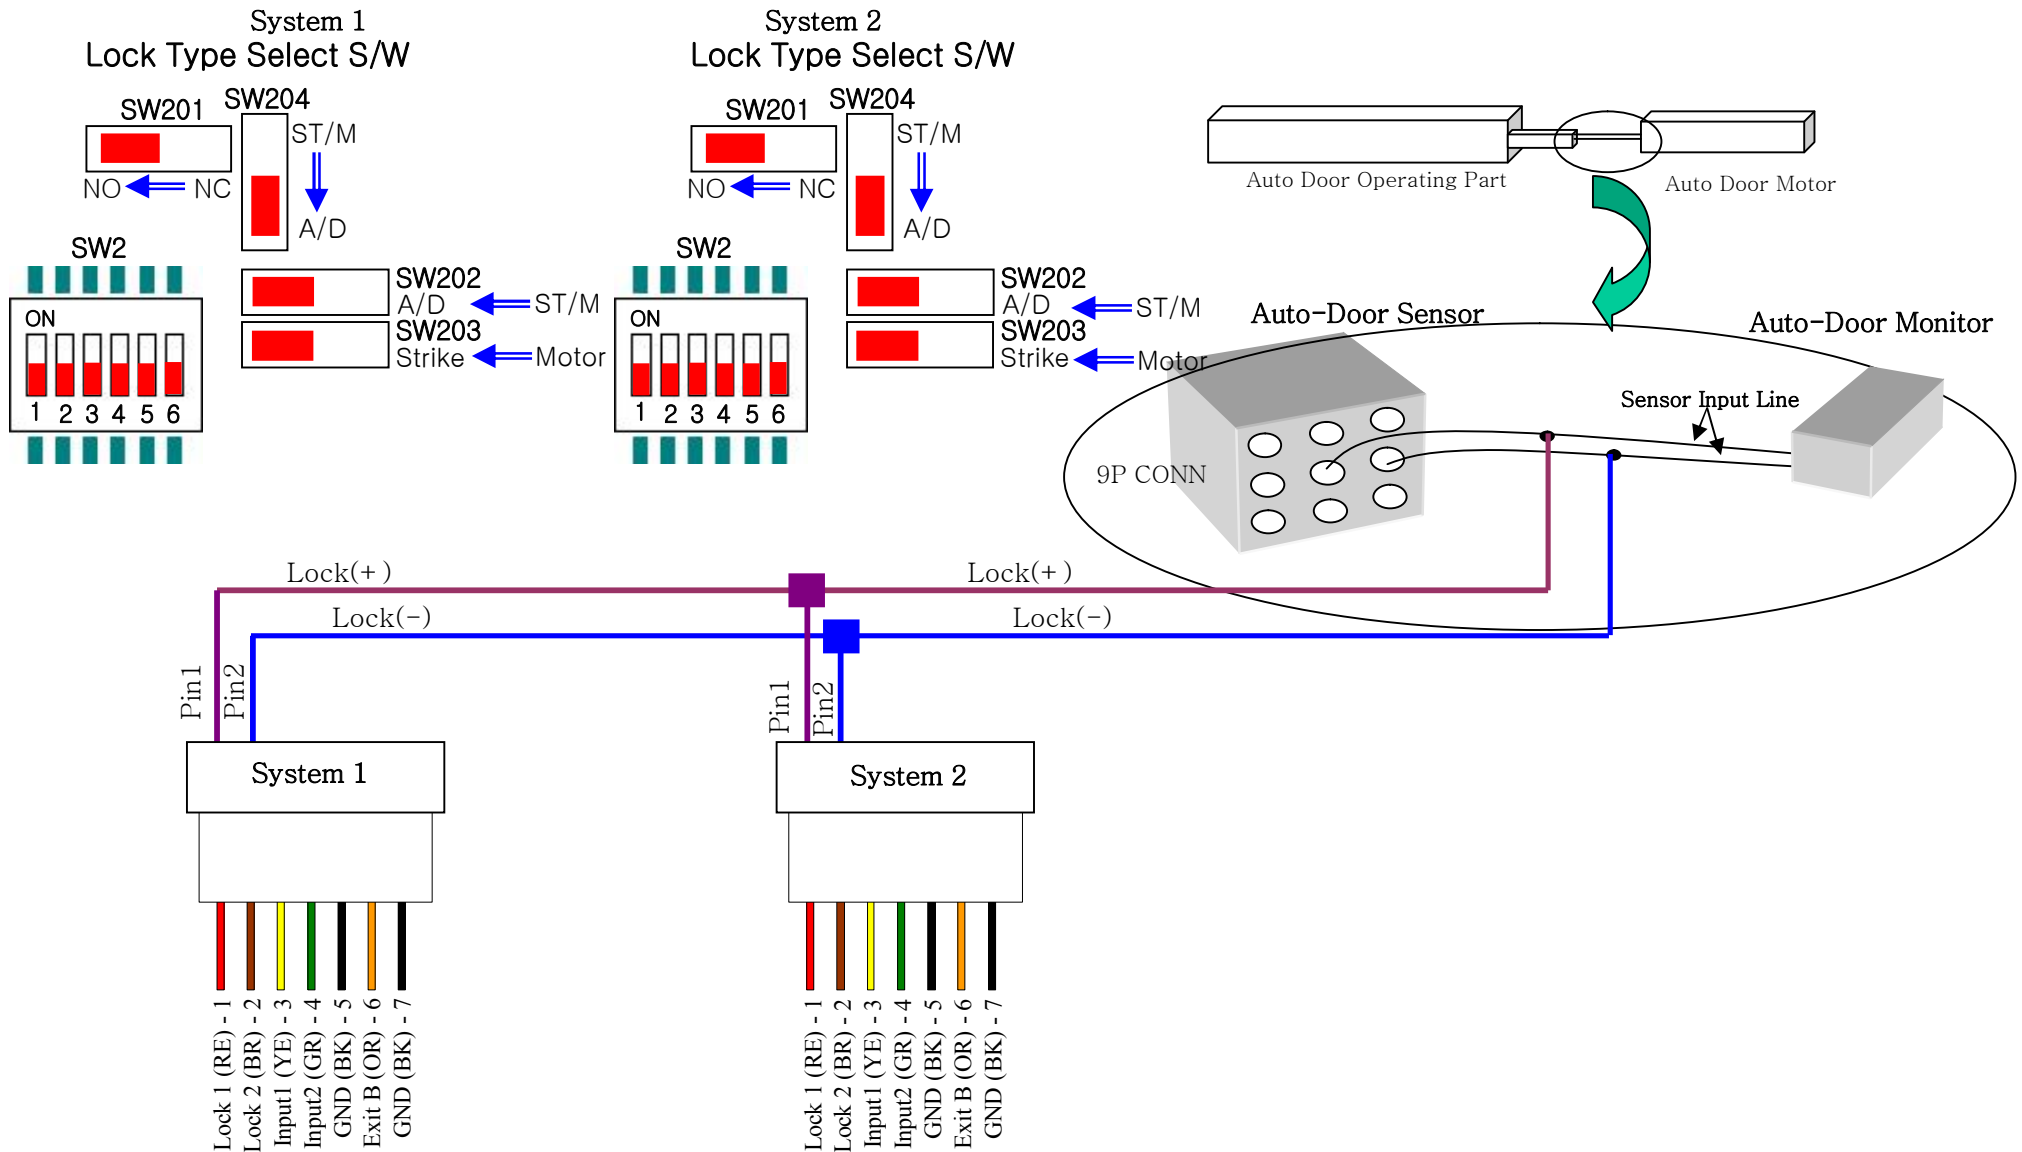 System 1
Lock Type Select S/W
SW201
SW204
ST/M
NO
NC
A/D
SW2
SW202
A/D
ST/M
SW203
Strike
Motor
ON
1 2 3 4 5 6
System 2
Lock Type Select S/W
SW201
SW204
ST/M
NO
NC
A/D
SW2
SW202
A/D
ST/M
SW203
Strike
Motor
ON
1 2 3 4 5 6
Auto Door Operating Part
Auto Door Motor
Auto-Door Sensor
Auto-Door Monitor
Sensor Input Line
9P CONN
Lock(+)
Lock(+)
Lock(-)
Lock(-)
Pin1
Pin2
Pin1
Pin2
System 1
System 2
Lock 1 (RE) - 1
Lock 2 (BR) - 2
Input1 (YE) - 3
Input2 (GR) - 4
GND (BK) - 5
Exit B (OR) - 6
GND (BK) - 7
Lock 1 (RE) - 1
Lock 2 (BR) - 2
Input1 (YE) - 3
Input2 (GR) - 4
GND (BK) - 5
Exit B (OR) - 6
GND (BK) - 7